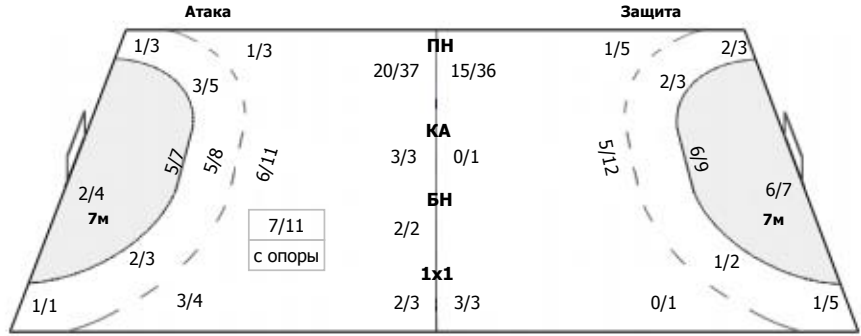 Атака Защита
1/3 1/3 ПН 1/5 2/3
20/37 15/36
3/5 2/3
КА
5/7 5/8 6/11 3/3 0/1 5/12 6/9
2/4 БН 6/7
7м 7м
7/11 2/2
с опоры
2/3 1/2
1х1
1/1 3/4 2/3 3/3 0/1 1/5